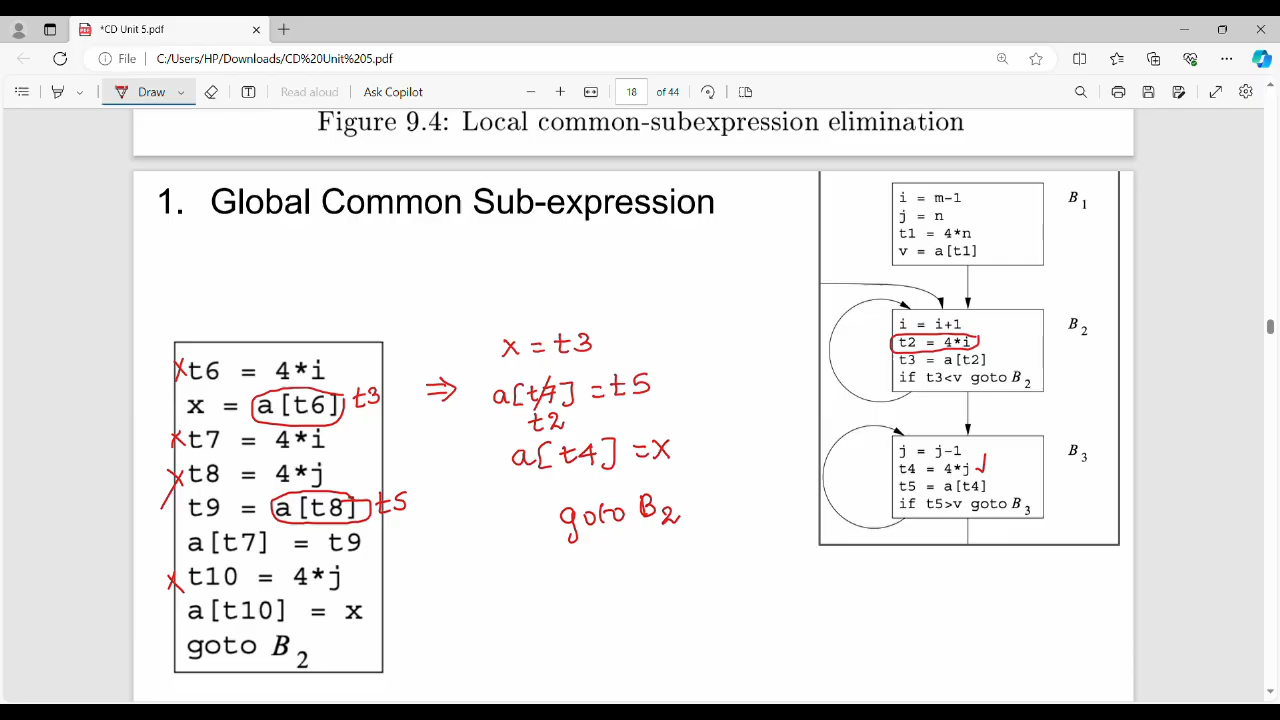 *CD Unit 5.pdf
File C:/Users/HP/Downloads/CD%20Unit%205.pdf
Draw Read aloud Ask Copilot 18 of 44
Figure 9.4: Local common-subexpression elimination
1. Global Common Sub-expression
t6 = 4*i
x = a[t6] t3
t7 = 4*i
t8 = 4*j
t9 = a[t8] t5
a[t7] = t9
t10 = 4*j
a[t10] = x
goto B2
⇒
x = t3
a[t7] = t5
t2
a[t4] = x
goto B2
i = m-1
j = n
t1 = 4*n
v = a[t1]
B1
i = i+1
t2 = 4*i
t3 = a[t2]
if t3<v goto B2
B2
j = j-1
t4 = 4*j
t5 = a[t4]
if t5>v goto B3
B3